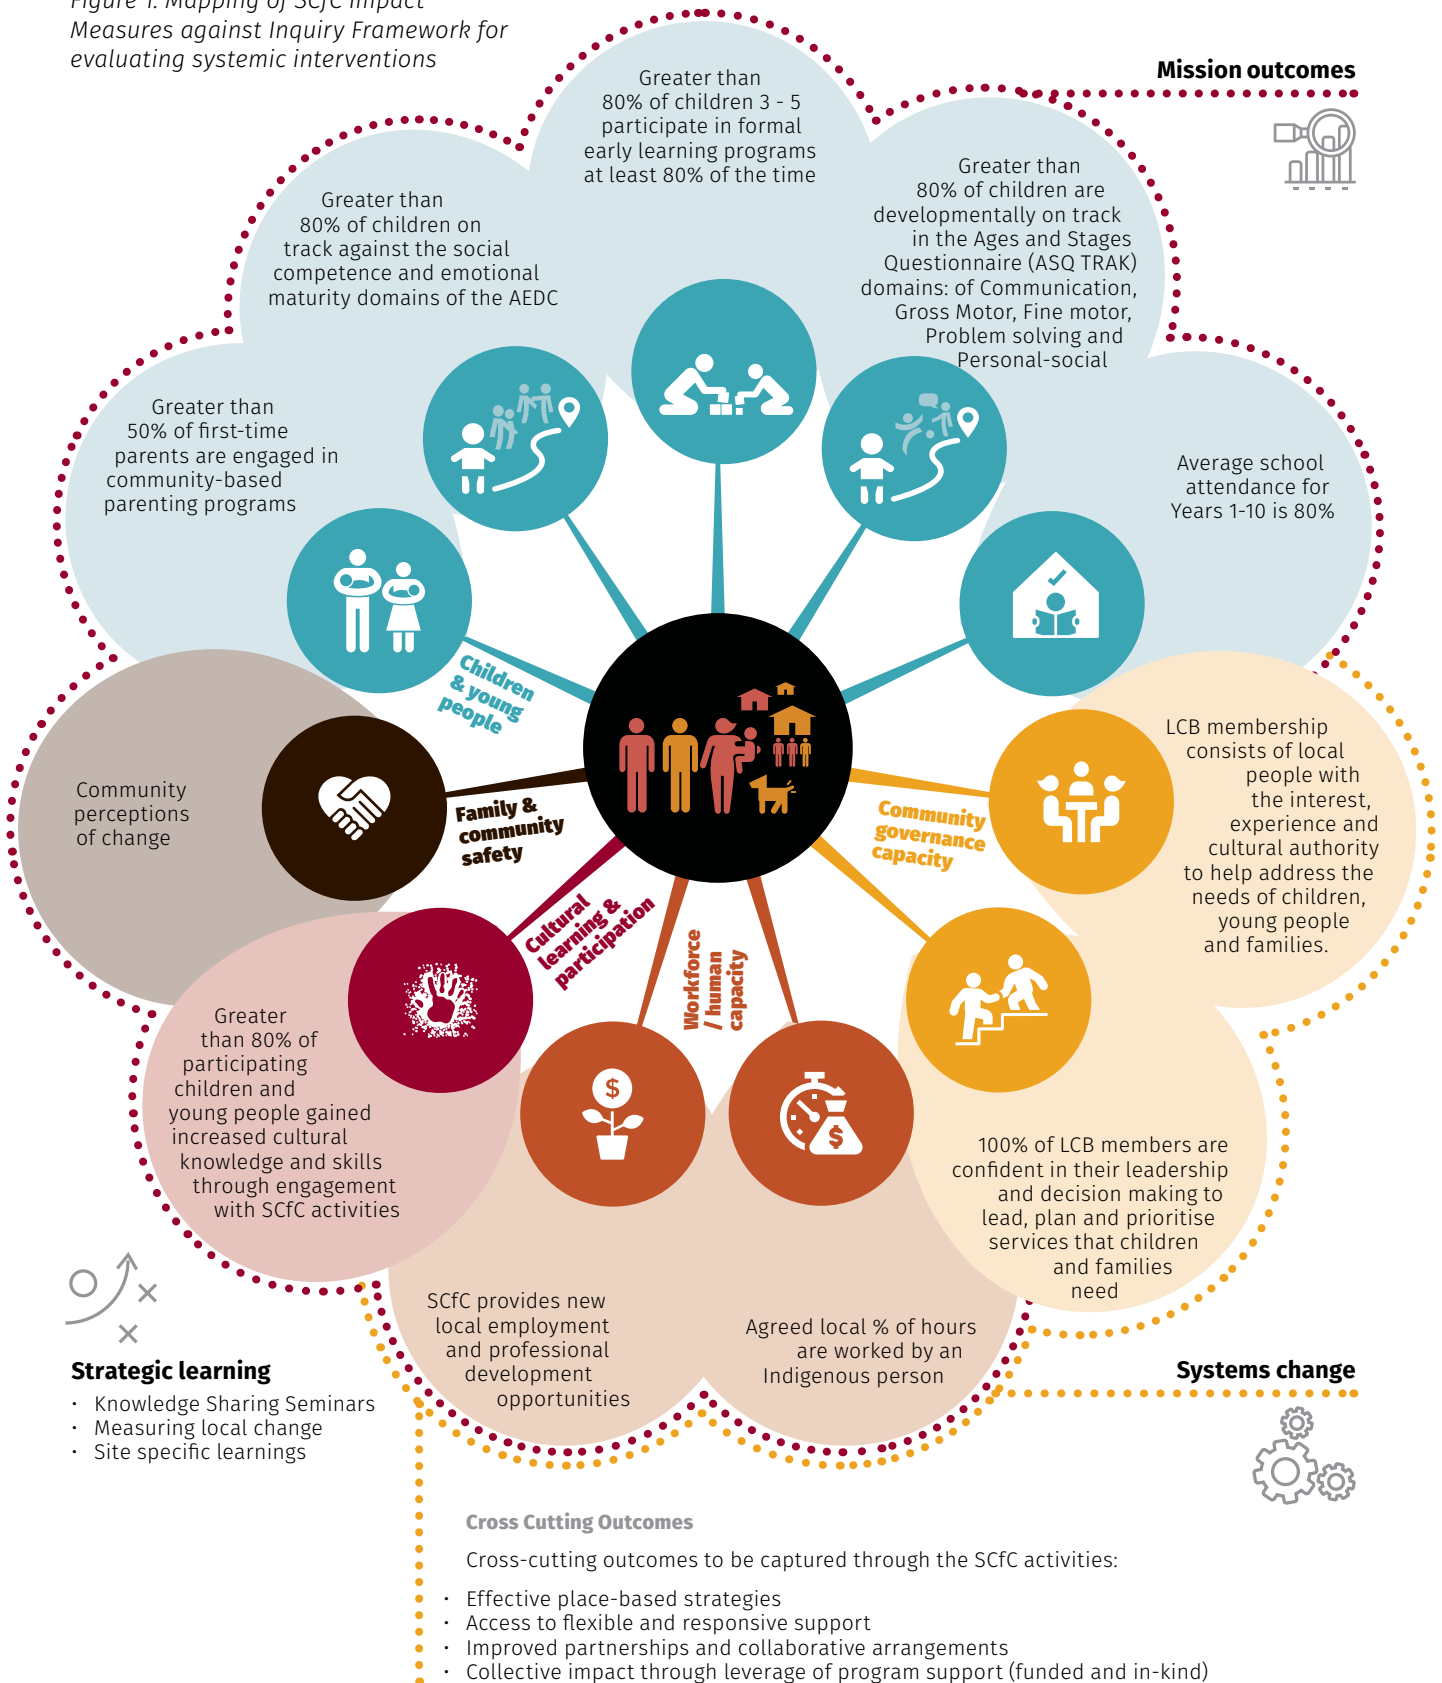 Figure 1: Mapping of SCfC Impact
Measures against Inquiry Framework for
evaluating systemic interventions
Mission outcomes
Greater than
80% of children 3 - 5
participate in formal
early learning programs
at least 80% of the time
Greater than
80% of children on
track against the social
competence and emotional
maturity domains of the AEDC
Greater than
80% of children are
developmentally on track
in the Ages and Stages
Questionnaire (ASQ TRAK)
domains: of Communication,
Gross Motor, Fine motor,
Problem solving and
Personal-social
Greater than
50% of first-time
parents are engaged in
community-based
parenting programs
Average school
attendance for
Years 1-10 is 80%
Children
& young
people
Community
perceptions
of change
Family &
community
safety
Community
governance
capacity
LCB membership
consists of local
people with
the interest,
experience and
cultural authority
to help address the
needs of children,
young people
and families.
Cultural
learning &
participation
Workforce
/ human
capacity
Greater
than 80% of
participating
children and
young people gained
increased cultural
knowledge and skills
through engagement
with SCfC activities
$
$
100% of LCB members are
confident in their leadership
and decision making to
lead, plan and prioritise
services that children
and families
need
SCfC provides new
local employment
and professional
development
opportunities
Agreed local % of hours
are worked by an
Indigenous person
Strategic learning
· Knowledge Sharing Seminars
· Measuring local change
· Site specific learnings
Systems change
Cross Cutting Outcomes
Cross-cutting outcomes to be captured through the SCfC activities:
· Effective place-based strategies
· Access to flexible and responsive support
· Improved partnerships and collaborative arrangements
· Collective impact through leverage of program support (funded and in-kind)